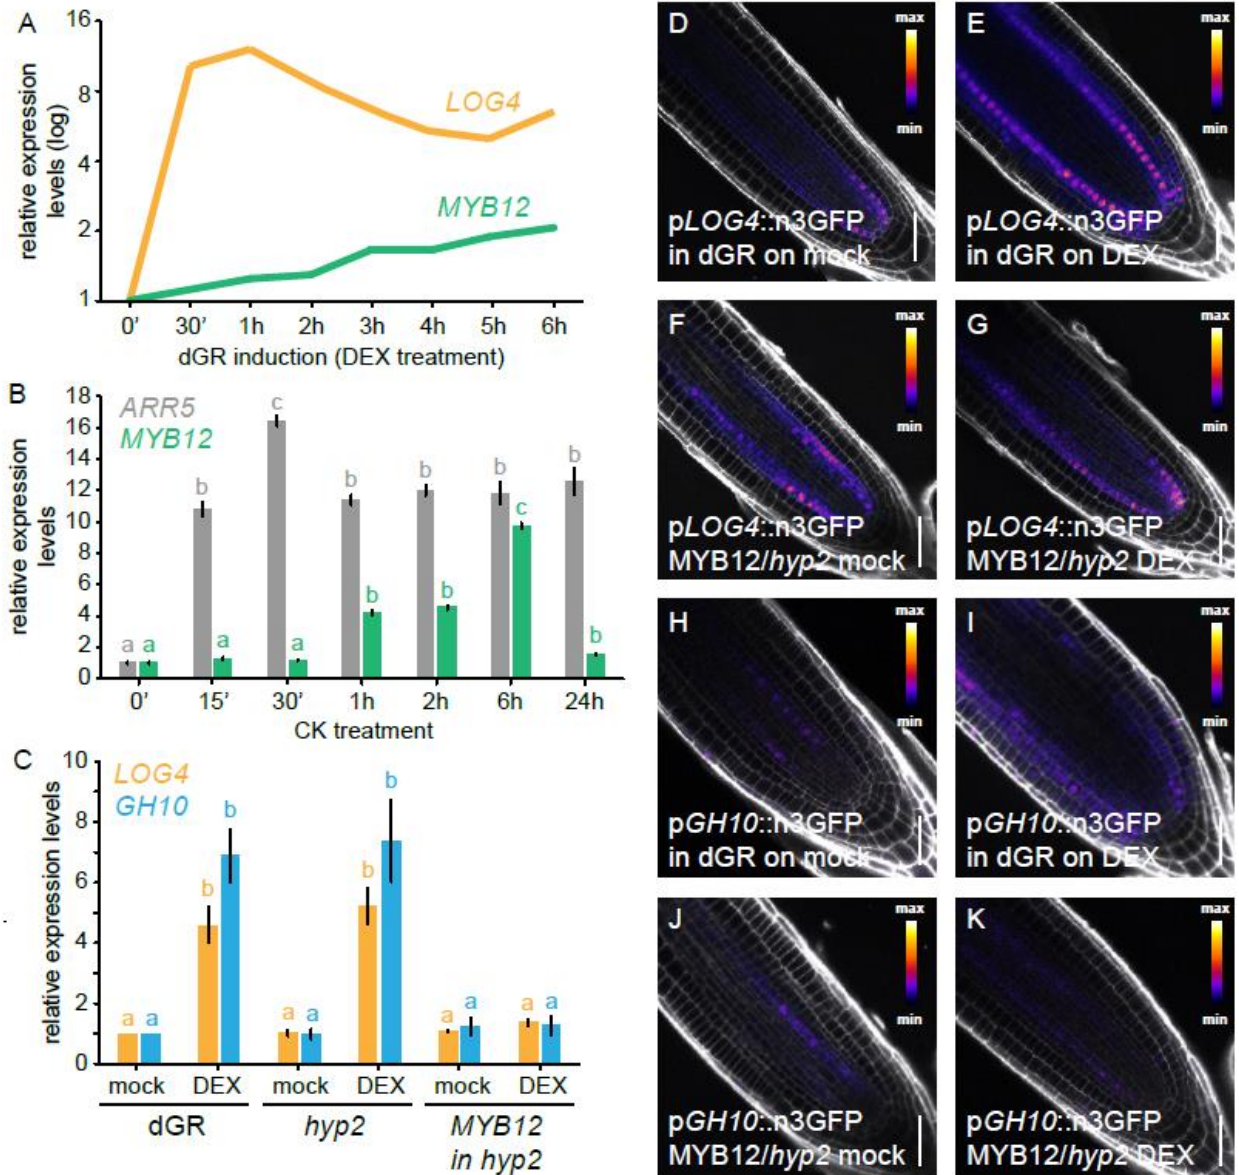 A
relative expression
levels (log)
16
8
4
2
1
LOG4
MYB12
0' 30' 1h 2h 3h 4h 5h 6h
dGR induction (DEX treatment)
B
relative expression
levels
18
16
14
12
10
8
6
4
2
0
ARR5
MYB12
a a b a c a b b b b b c b b
0' 15' 30' 1h 2h 6h 24h
CK treatment
C
relative expression levels
10
8
6
4
2
0
LOG4
GH10
a a b b a a b b a a a a
mock DEX mock DEX mock DEX
dGR hyp2 MYB12
in hyp2
D
max
min
pLOG4::n3GFP
in dGR on mock
E
max
min
pLOG4::n3GFP
in dGR on DEX
F
max
min
pLOG4::n3GFP
MYB12/hyp2 mock
G
max
min
pLOG4::n3GFP
MYB12/hyp2 DEX
H
max
min
pGH10::n3GFP
in dGR on mock
I
max
min
pGH10::n3GFP
in dGR on DEX
J
max
min
pGH10::n3GFP
MYB12/hyp2 mock
K
max
min
pGH10::n3GFP
MYB12/hyp2 DEX